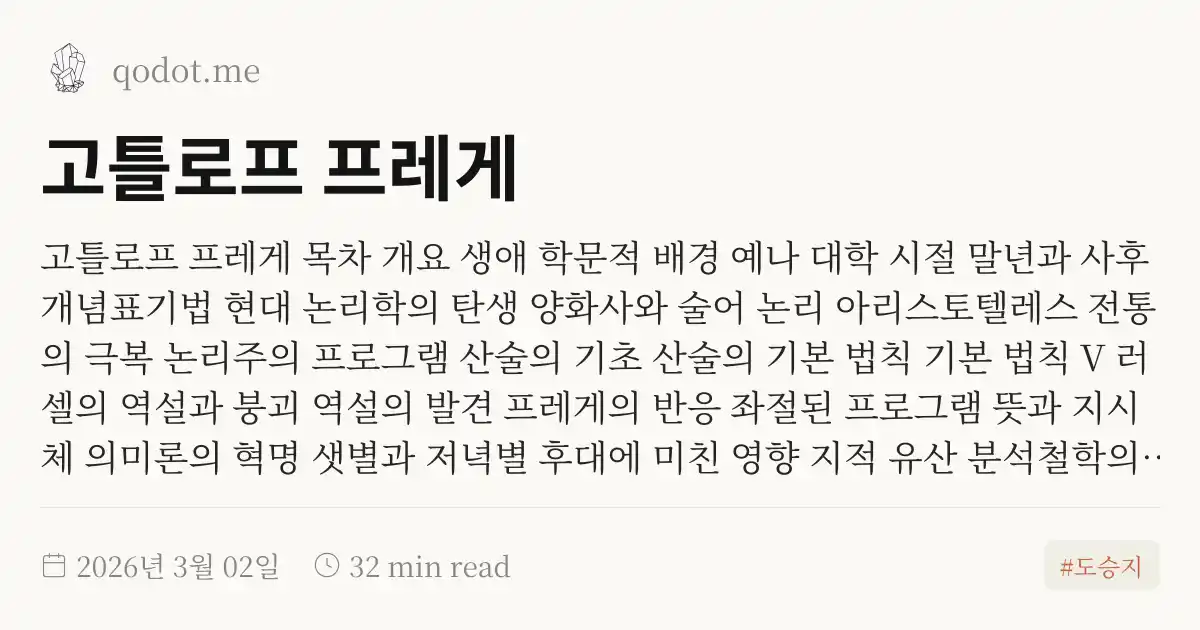 qodot.me
고틀로프 프레게
고틀로프 프레게 목차 개요 생애 학문적 배경 예나 대학 시절 말년과 사후
개념표기법 현대 논리학의 탄생 양화사와 술어 논리 아리스토텔레스 전통
의 극복 논리주의 프로그램 산술의 기초 산술의 기본 법칙 기본 법칙 V 러
셀의 역설과 붕괴 역설의 발견 프레게의 반응 좌절된 프로그램 뜻과 지시
체 의미론의 혁명 샛별과 저녁별 후대에 미친 영향 지적 유산 분석철학의··
2026년 3월 02일
32 min read
#도승지